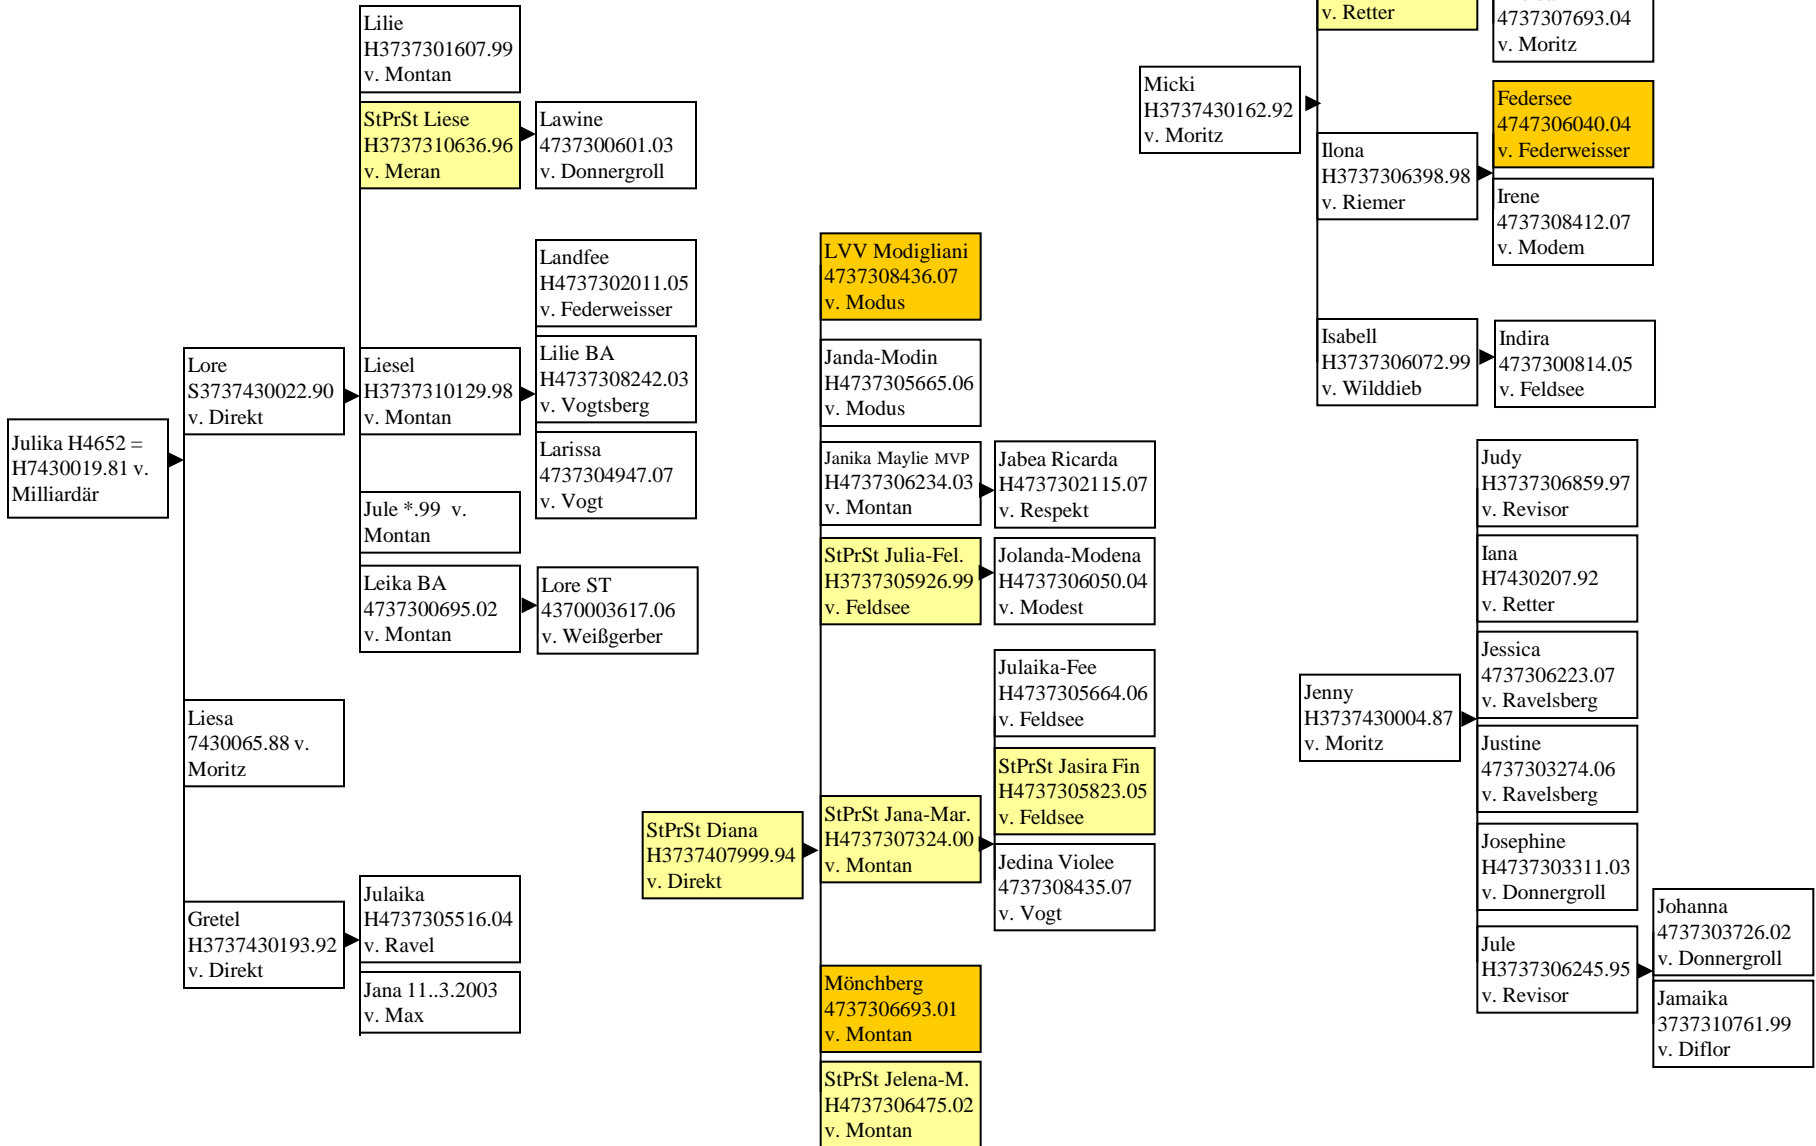 Lilie
H3737301607.99
v. Montan
StPrSt Liese
H3737310636.96
v. Meran
Lawine
4737300601.03
v. Donnergroll
Landfee
H4737302011.05
v. Federweisser
Lore
S3737430022.90
v. Direkt
Liesel
H3737310129.98
v. Montan
Lilie BA
H4737308242.03
v. Vogtsberg
Julika H4652 =
H7430019.81 v.
Milliardär
Larissa
4737304947.07
v. Vogt
Jule *.99  v.
Montan
Leika BA
4737300695.02
v. Montan
Lore ST
4370003617.06
v. Weißgerber
Liesa
7430065.88 v.
Moritz
Gretel
H3737430193.92
v. Direkt
Julaika
H4737305516.04
v. Ravel
Jana 11..3.2003
v. Max
StPrSt Diana
H3737407999.94
v. Direkt
LVV Modigliani
4737308436.07
v. Modus
Janda-Modin
H4737305665.06
v. Modus
Janika Maylie MVP
H4737306234.03
v. Montan
Jabea Ricarda
H4737302115.07
v. Respekt
StPrSt Julia-Fel.
H3737305926.99
v. Feldsee
Jolanda-Modena
H4737306050.04
v. Modest
Julaika-Fee
H4737305664.06
v. Feldsee
StPrSt Jasira Fin
H4737305823.05
v. Feldsee
StPrSt Jana-Mar.
H4737307324.00
v. Montan
Jedina Violee
4737308435.07
v. Vogt
Mönchberg
4737306693.01
v. Montan
StPrSt Jelena-M.
H4737306475.02
v. Montan
v. Retter
4737307693.04
v. Moritz
Micki
H3737430162.92
v. Moritz
Federsee
4747306040.04
v. Federweisser
Ilona
H3737306398.98
v. Riemer
Irene
4737308412.07
v. Modem
Isabell
H3737306072.99
v. Wilddieb
Indira
4737300814.05
v. Feldsee
Judy
H3737306859.97
v. Revisor
Iana
H7430207.92
v. Retter
Jessica
4737306223.07
v. Ravelsberg
Jenny
H3737430004.87
v. Moritz
Justine
4737303274.06
v. Ravelsberg
Josephine
H4737303311.03
v. Donnergroll
Jule
H3737306245.95
v. Revisor
Johanna
4737303726.02
v. Donnergroll
Jamaika
3737310761.99
v. Diflor